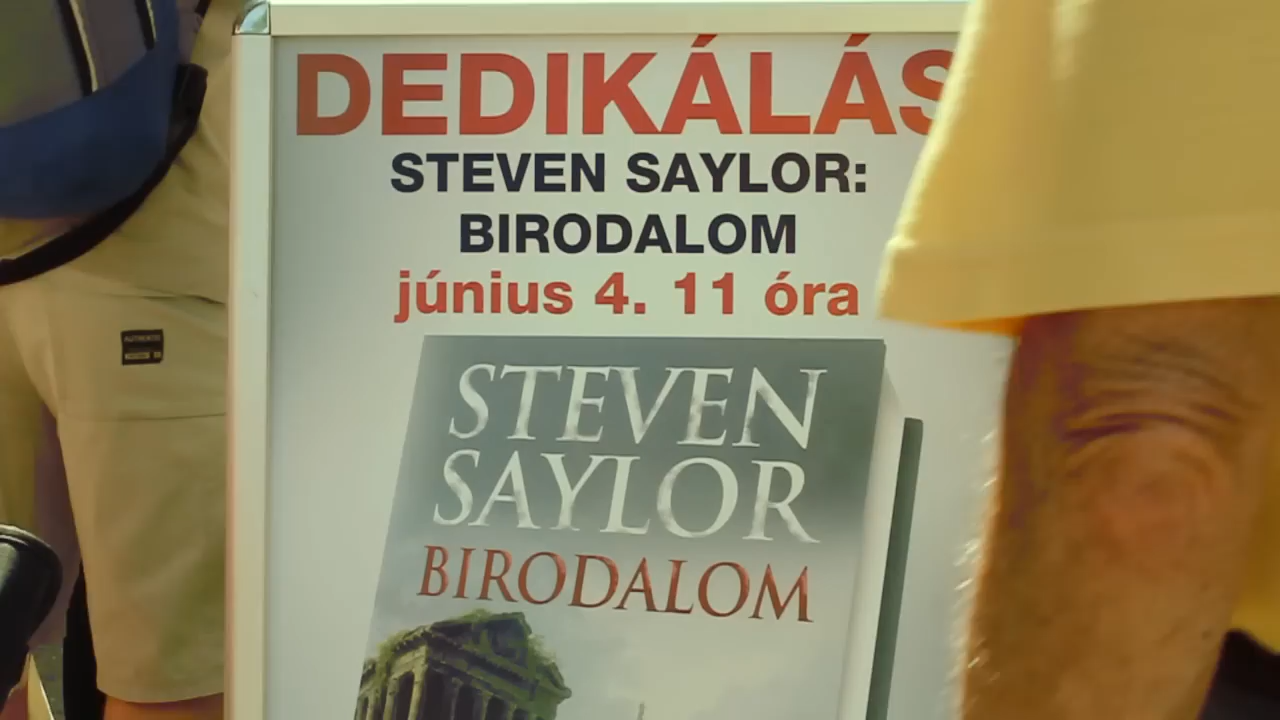 DEDIKÁLÁS
STEVEN SAYLOR:
BIRODALOM
június 4. 11 óra
STEVEN
SAYLOR
BIRODALOM